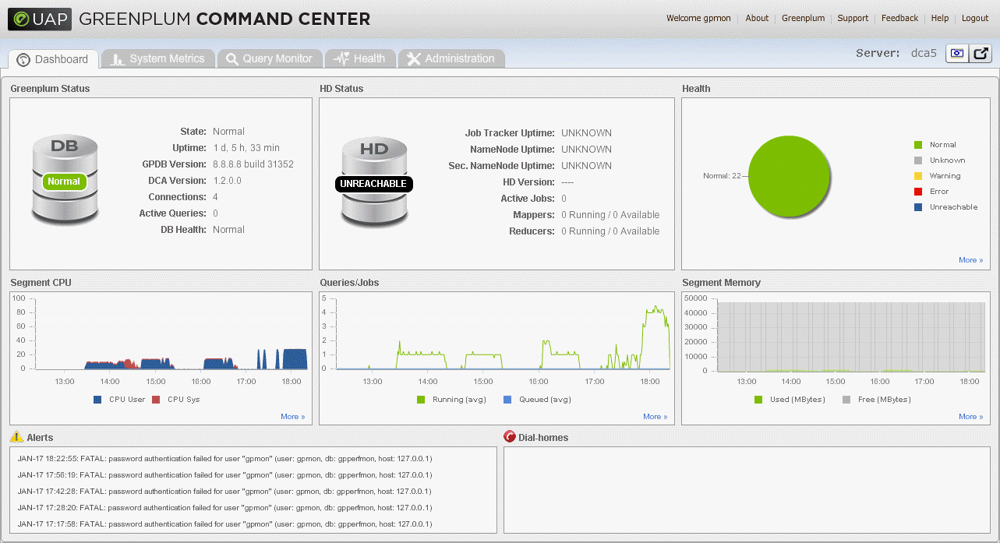 UAP GREENPLUM COMMAND CENTER
Welcome gpmon About Greenplum Support Feedback Help Logout
Dashboard System Metrics Query Monitor Health Administration
Server: dca5
Greenplum Status
DB
Normal
State: Normal
Uptime: 1 d, 5 h, 33 min
GPDB Version: 8.8.8.8 build 31352
DCA Version: 1.2.0.0
Connections: 4
Active Queries: 0
DB Health: Normal
HD Status
HD
UNREACHABLE
Job Tracker Uptime: UNKNOWN
NameNode Uptime: UNKNOWN
Sec. NameNode Uptime: UNKNOWN
HD Version: ----
Active Jobs: 0
Mappers: 0 Running / 0 Available
Reducers: 0 Running / 0 Available
Health
Normal: 22
Normal
Unknown
Warning
Error
Unreachable
More »
Segment CPU
100
80
60
40
20
0
13:00 14:00 15:00 16:00 17:00 18:00
CPU User CPU Sys
More »
Queries/Jobs
5
4
3
2
1
0
13:00 14:00 15:00 16:00 17:00 18:00
Running (avg) Queued (avg)
More »
Segment Memory
50000
40000
30000
20000
10000
0
13:00 14:00 15:00 16:00 17:00 18:00
Used (MBytes) Free (MBytes)
More »
Alerts
JAN-17 18:22:55: FATAL: password authentication failed for user "gpmon" (user: gpmon, db: gpperfmon, host: 127.0.0.1)
JAN-17 17:56:19: FATAL: password authentication failed for user "gpmon" (user: gpmon, db: gpperfmon, host: 127.0.0.1)
JAN-17 17:42:28: FATAL: password authentication failed for user "gpmon" (user: gpmon, db: gpperfmon, host: 127.0.0.1)
JAN-17 17:28:20: FATAL: password authentication failed for user "gpmon" (user: gpmon, db: gpperfmon, host: 127.0.0.1)
JAN-17 17:17:58: FATAL: password authentication failed for user "gpmon" (user: gpmon, db: gpperfmon, host: 127.0.0.1)
Dial-homes